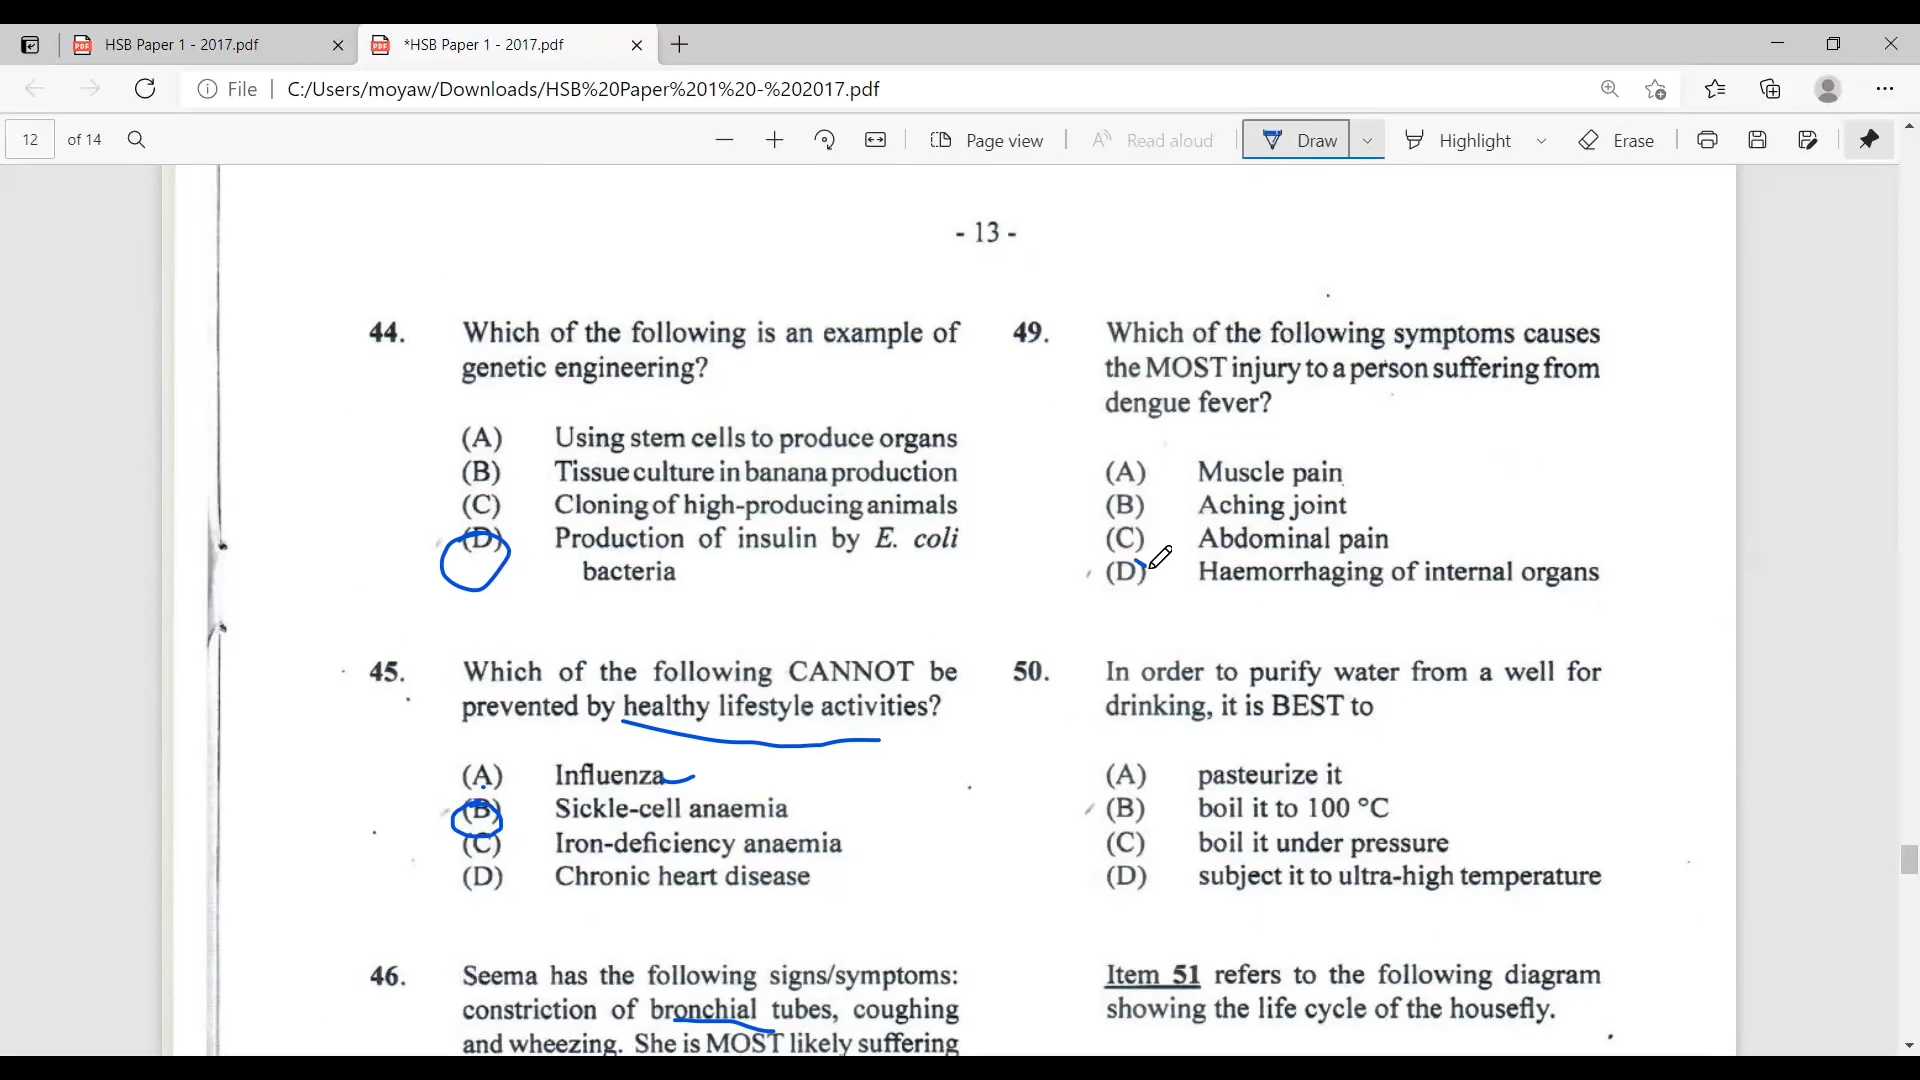 HSB Paper 1 - 2017.pdf
*HSB Paper 1 - 2017.pdf
File
C:/Users/moyaw/Downloads/HSB%20Paper%201%20-%202017.pdf
12 of 14
Page view
Read aloud
Draw
Highlight
Erase
- 13 -
44. Which of the following is an example of
genetic engineering?
(A) Using stem cells to produce organs
(B) Tissue culture in banana production
(C) Cloning of high-producing animals
(D) Production of insulin by E. coli
bacteria
45. Which of the following CANNOT be
prevented by healthy lifestyle activities?
(A) Influenza
(B) Sickle-cell anaemia
(C) Iron-deficiency anaemia
(D) Chronic heart disease
46. Seema has the following signs/symptoms:
constriction of bronchial tubes, coughing
and wheezing. She is MOST likely suffering
49. Which of the following symptoms causes
the MOST injury to a person suffering from
dengue fever?
(A) Muscle pain
(B) Aching joint
(C) Abdominal pain
(D) Haemorrhaging of internal organs
50. In order to purify water from a well for
drinking, it is BEST to
(A) pasteurize it
(B) boil it to 100 °C
(C) boil it under pressure
(D) subject it to ultra-high temperature
Item 51 refers to the following diagram
showing the life cycle of the housefly.